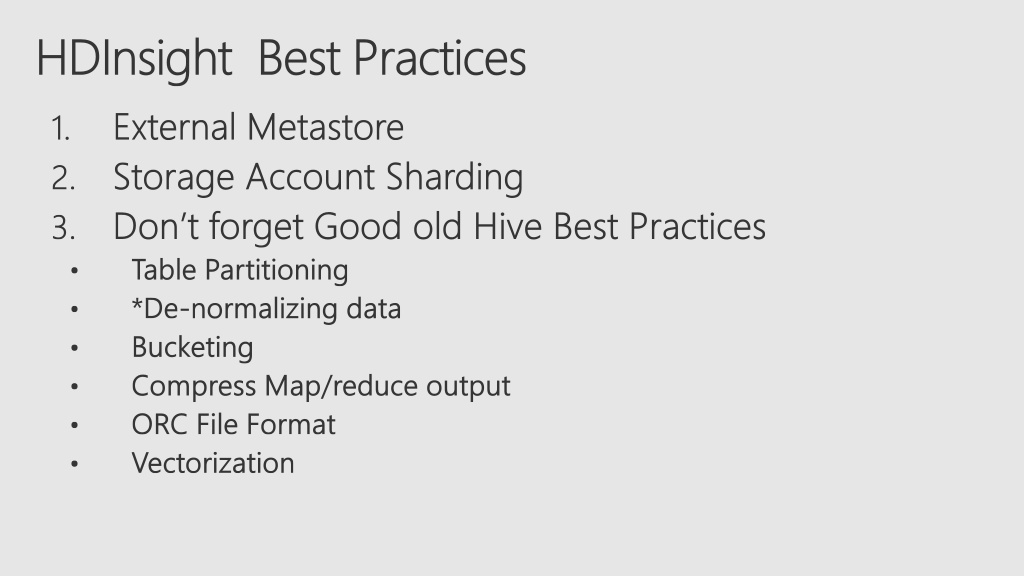 HDInsight  Best Practices
1. External Metastore
2. Storage Account Sharding
3. Don’t forget Good old Hive Best Practices
• Table Partitioning
• *De-normalizing data
• Bucketing
• Compress Map/reduce output
• ORC File Format
• Vectorization